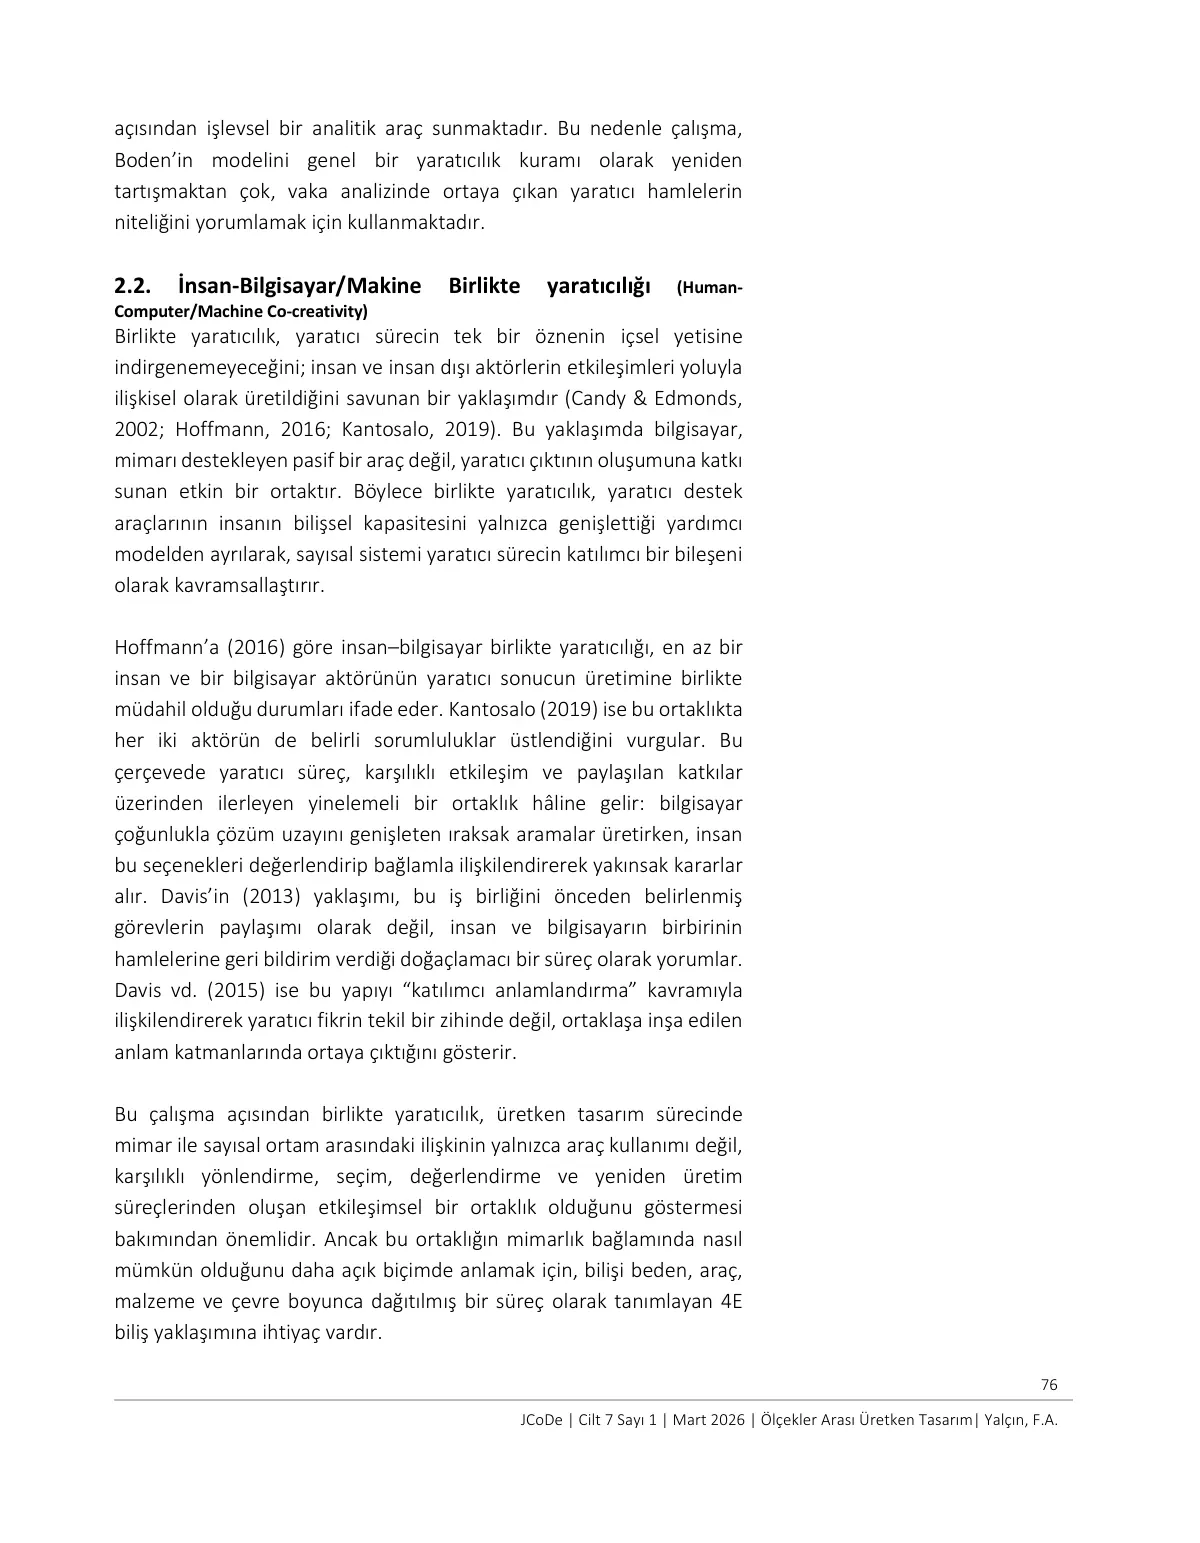 açısından işlevsel bir analitik araç sunmaktadır. Bu nedenle çalışma,
Boden’in modelini genel bir yaratıcılık kuramı olarak yeniden
tartışmaktan çok, vaka analizinde ortaya çıkan yaratıcı hamlelerin
niteliğini yorumlamak için kullanmaktadır.
2.2. İnsan-Bilgisayar/Makine Birlikte yaratıcılığı (Human-
Computer/Machine Co-creativity)
Birlikte yaratıcılık, yaratıcı sürecin tek bir öznenin içsel yetisine
indirgenemeyeceğini; insan ve insan dışı aktörlerin etkileşimleri yoluyla
ilişkisel olarak üretildiğini savunan bir yaklaşımdır (Candy & Edmonds,
2002; Hoffmann, 2016; Kantosalo, 2019). Bu yaklaşımda bilgisayar,
mimarı destekleyen pasif bir araç değil, yaratıcı çıktının oluşumuna katkı
sunan etkin bir ortaktır. Böylece birlikte yaratıcılık, yaratıcı destek
araçlarının insanın bilişsel kapasitesini yalnızca genişlettiği yardımcı
modelden ayrılarak, sayısal sistemi yaratıcı sürecin katılımcı bir bileşeni
olarak kavramsallaştırır.
Hoffmann’a (2016) göre insan–bilgisayar birlikte yaratıcılığı, en az bir
insan ve bir bilgisayar aktörünün yaratıcı sonucun üretimine birlikte
müdahil olduğu durumları ifade eder. Kantosalo (2019) ise bu ortaklıkta
her iki aktörün de belirli sorumluluklar üstlendiğini vurgular. Bu
çerçevede yaratıcı süreç, karşılıklı etkileşim ve paylaşılan katkılar
üzerinden ilerleyen yinelemeli bir ortaklık hâline gelir: bilgisayar
çoğunlukla çözüm uzayını genişleten ıraksak aramalar üretirken, insan
bu seçenekleri değerlendirip bağlamla ilişkilendirerek yakınsak kararlar
alır. Davis’in (2013) yaklaşımı, bu iş birliğini önceden belirlenmiş
görevlerin paylaşımı olarak değil, insan ve bilgisayarın birbirinin
hamlelerine geri bildirim verdiği doğaçlamacı bir süreç olarak yorumlar.
Davis vd. (2015) ise bu yapıyı “katılımcı anlamlandırma” kavramıyla
ilişkilendirerek yaratıcı fikrin tekil bir zihinde değil, ortaklaşa inşa edilen
anlam katmanlarında ortaya çıktığını gösterir.
Bu çalışma açısından birlikte yaratıcılık, üretken tasarım sürecinde
mimar ile sayısal ortam arasındaki ilişkinin yalnızca araç kullanımı değil,
karşılıklı yönlendirme, seçim, değerlendirme ve yeniden üretim
süreçlerinden oluşan etkileşimsel bir ortaklık olduğunu göstermesi
bakımından önemlidir. Ancak bu ortaklığın mimarlık bağlamında nasıl
mümkün olduğunu daha açık biçimde anlamak için, bilişi beden, araç,
malzeme ve çevre boyunca dağıtılmış bir süreç olarak tanımlayan 4E
biliş yaklaşımına ihtiyaç vardır.
76
JCoDe | Cilt 7 Sayı 1 | Mart 2026 | Ölçekler Arası Üretken Tasarım| Yalçın, F.A.